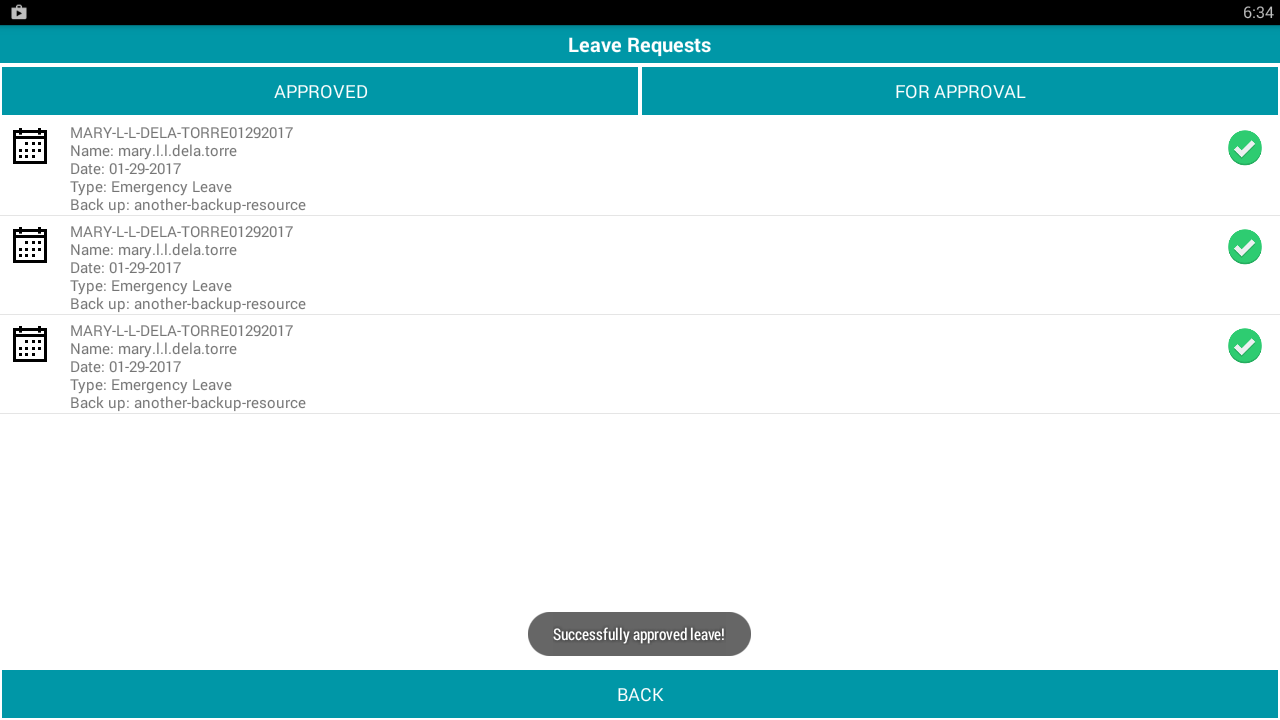 6:34
Leave Requests
APPROVED
FOR APPROVAL
MARY-L-L-DELA-TORRE01292017
Name: mary.l.l.dela.torre
Date: 01-29-2017
Type: Emergency Leave
Back up: another-backup-resource
MARY-L-L-DELA-TORRE01292017
Name: mary.l.l.dela.torre
Date: 01-29-2017
Type: Emergency Leave
Back up: another-backup-resource
MARY-L-L-DELA-TORRE01292017
Name: mary.l.l.dela.torre
Date: 01-29-2017
Type: Emergency Leave
Back up: another-backup-resource
Successfully approved leave!
BACK